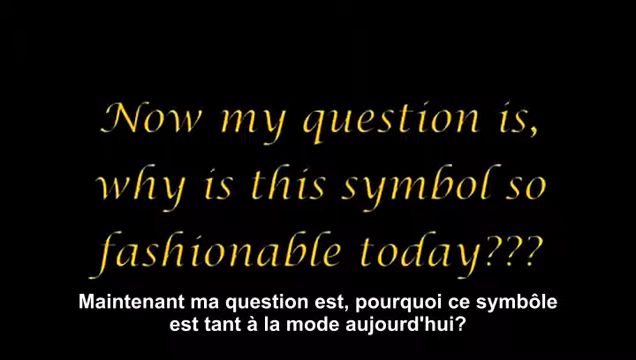 Now my question is,
why is this symbol so
fashionable today???
Maintenant ma question est, pourquoi ce symbôle
est tant à la mode aujourd'hui?